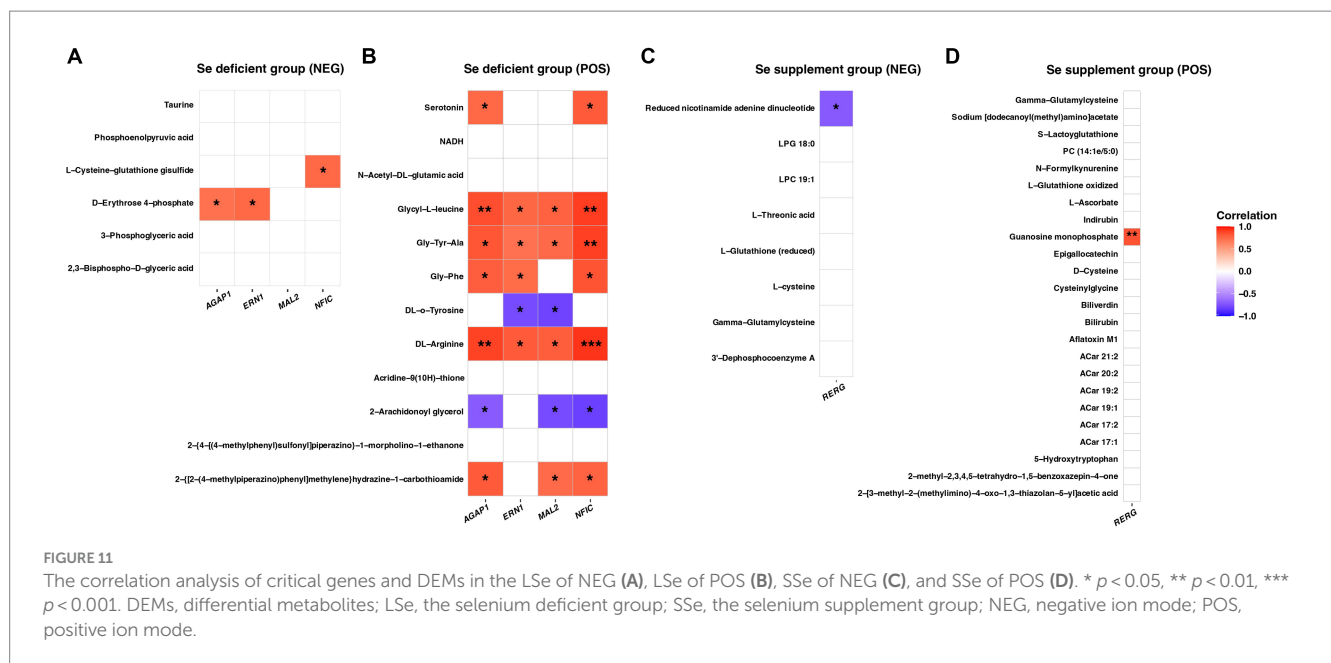 A
Se deficient group (NEG)
Taurine
Phosphoenolpyruvic acid
L–Cysteine–glutathione gisulfide
*
D–Erythrose 4–phosphate
* *
3–Phosphoglyceric acid
2,3–Bisphospho–D–glyceric acid
AGAP1 ERN1 MAL2 NFIC
B
Se deficient group (POS)
Serotonin
* *
NADH
N–Acetyl–DL–glutamic acid
Glycyl–L–leucine
** * * **
Gly–Tyr–Ala
* * * **
Gly–Phe
* * *
DL–o–Tyrosine
* *
DL–Arginine
** * * ***
Acridine–9(10H)–thione
2–Arachidonoyl glycerol
* * *
2–{4–[(4–methylphenyl)sulfonyl]piperazino}–1–morpholino–1–ethanone
2–{[2–(4–methylpiperazino)phenyl]methylene}hydrazine–1–carbothioamide
* * *
AGAP1 ERN1 MAL2 NFIC
C
Se supplement group (NEG)
Reduced nicotinamide adenine dinucleotide
*
LPG 18:0
LPC 19:1
L–Threonic acid
L–Glutathione (reduced)
L–cysteine
Gamma–Glutamylcysteine
3'–Dephosphocoenzyme A
RERG
D
Se supplement group (POS)
Gamma–Glutamylcysteine
Sodium [dodecanoyl(methyl)amino]acetate
S–Lactoyglutathione
PC (14:1e/5:0)
N–Formylkynurenine
L–Glutathione oxidized
L–Ascorbate
Indirubin
Guanosine monophosphate
**
Epigallocatechin
D–Cysteine
Cysteinylglycine
Biliverdin
Bilirubin
Aflatoxin M1
ACar 21:2
ACar 20:2
ACar 19:2
ACar 19:1
ACar 17:2
ACar 17:1
5–Hydroxytryptophan
2–methyl–2,3,4,5–tetrahydro–1,5–benzoxazepin–4–one
2–[3–methyl–2–(methylimino)–4–oxo–1,3–thiazolan–5–yl]acetic acid
RERG
Correlation
1.0
0.5
0.0
−0.5
−1.0
FIGURE 11
The correlation analysis of critical genes and DEMs in the LSe of NEG (A), LSe of POS (B), SSe of NEG (C), and SSe of POS (D). * p < 0.05, ** p < 0.01, ***
p < 0.001. DEMs, differential metabolites; LSe, the selenium deficient group; SSe, the selenium supplement group; NEG, negative ion mode; POS,
positive ion mode.